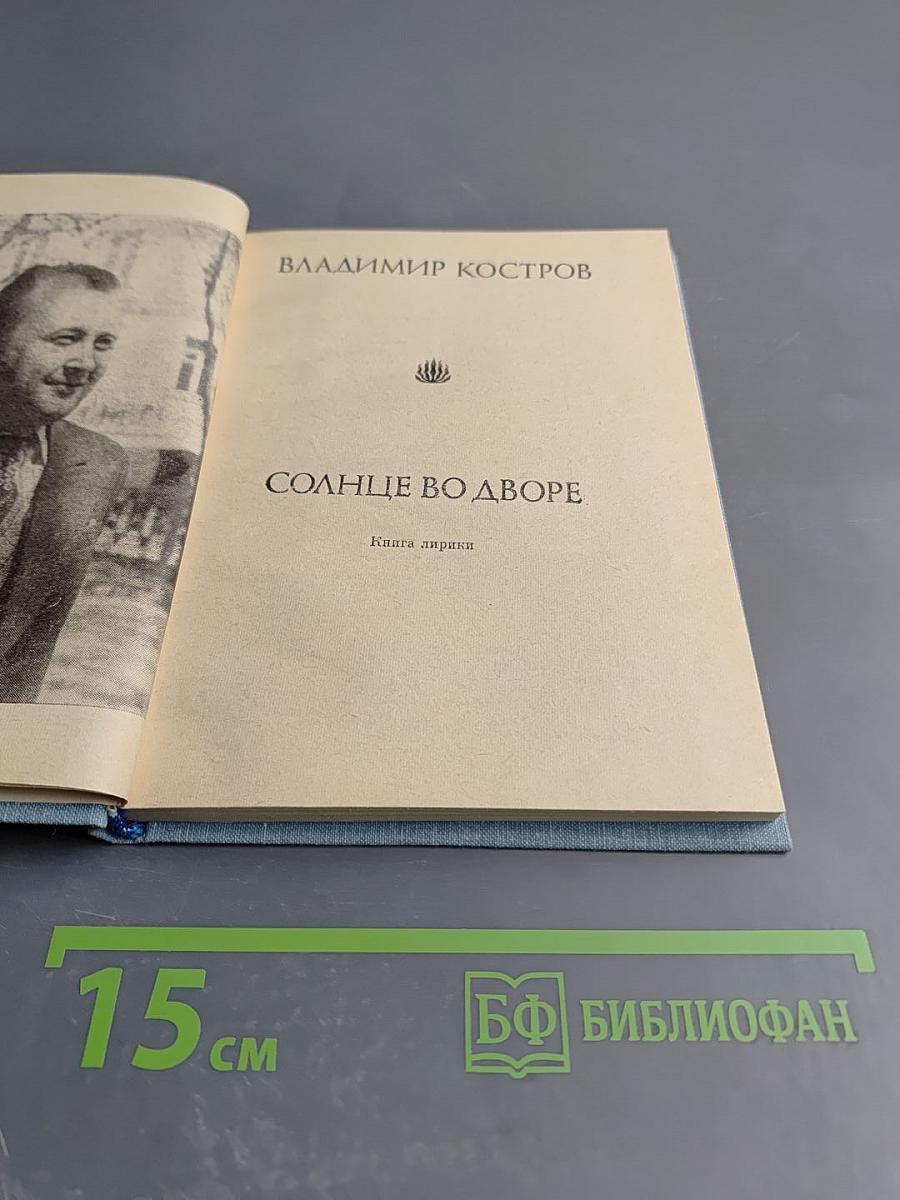 ВЛАДИМИР КОСТРОВ
СОЛНЦЕ ВО ДВОРЕ
Книга лирики
15 см
БФ БИБЛИОФАН